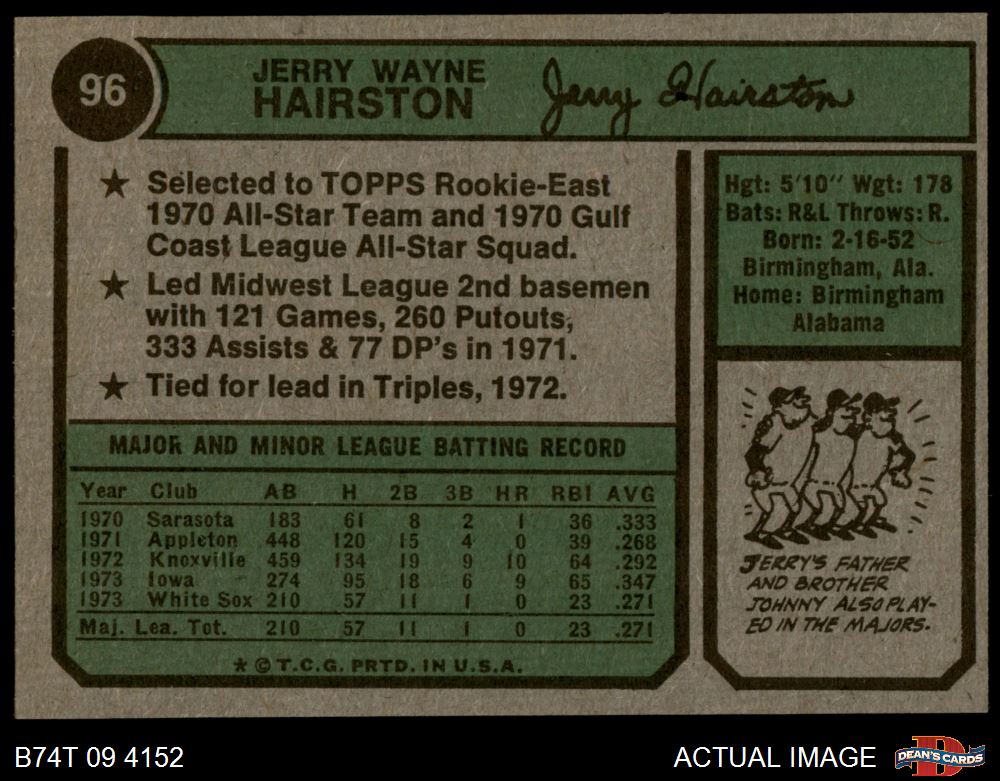 96
JERRY WAYNE
HAIRSTON
Jerry Hairston
★ Selected to TOPPS Rookie-East
1970 All-Star Team and 1970 Gulf
Coast League All-Star Squad.
★ Led Midwest League 2nd basemen
with 121 Games, 260 Putouts,
333 Assists & 77 DP's in 1971.
★ Tied for lead in Triples, 1972.
Hgt: 5'10" Wgt: 178
Bats: R&L Throws: R.
Born: 2-16-52
Birmingham, Ala.
Home: Birmingham
Alabama
MAJOR AND MINOR LEAGUE BATTING RECORD
Year Club AB H 2B 3B HR RBI AVG
1970 Sarasota 183 61 8 2 1 36 .333
1971 Appleton 448 120 15 4 0 39 .268
1972 Knoxville 459 134 19 9 10 64 .292
1973 Iowa 274 95 18 6 9 65 .347
1973 White Sox 210 57 11 1 0 23 .271
Maj. Lea. Tot. 210 57 11 1 0 23 .271
* © T.C.G. PRTD. IN U.S.A.
JERRY'S FATHER
AND BROTHER
JOHNNY ALSO PLAY-
ED IN THE MAJORS.
B74T 09 4152
ACTUAL IMAGE
D
DEAN'S CARDS